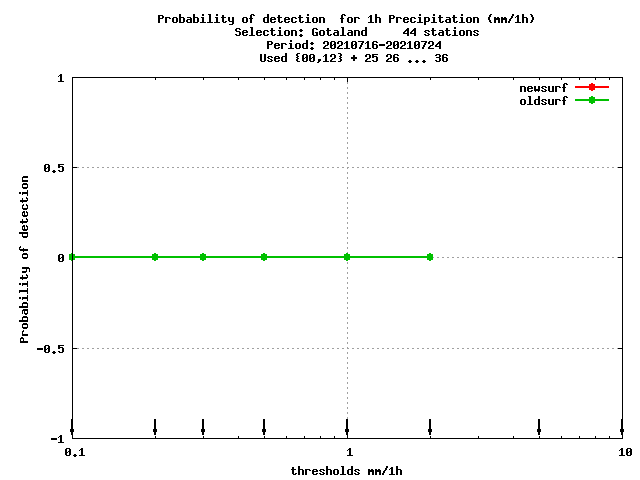 Probability of detection  for 1h Precipitation (mm/1h)
Selection: Gotaland     44 stations
Period: 20210716-20210724
Used {00,12} + 25 26 ... 36
newsurf
oldsurf
1
0.5
0
-0.5
-1
Probability of detection
0.1 1 10
thresholds mm/1h